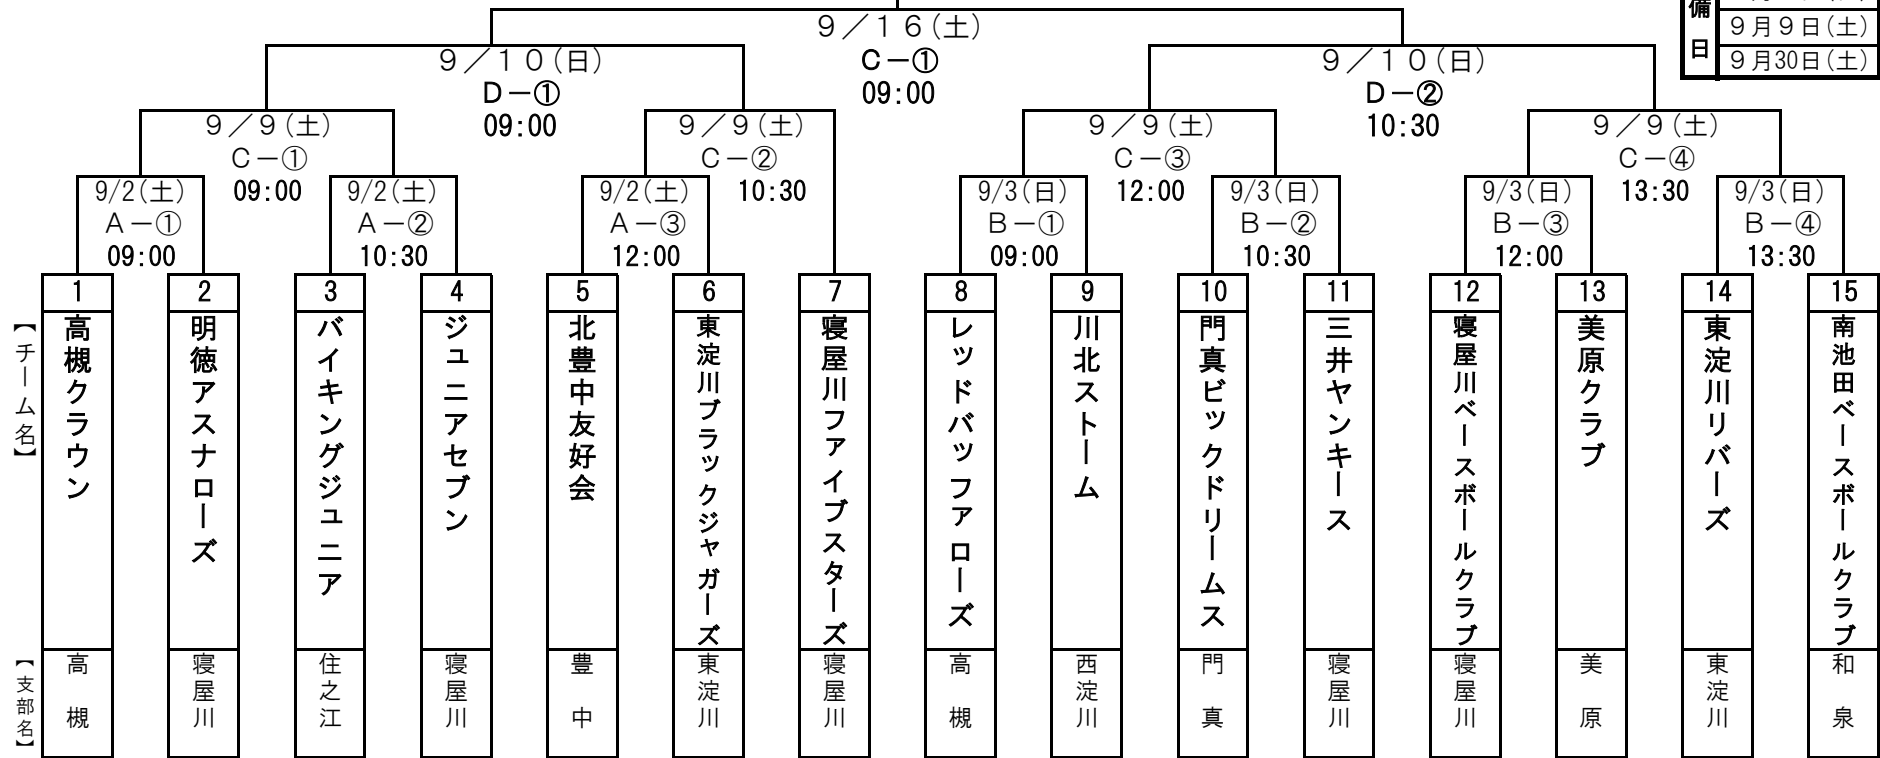 備
日
９月９日(土)
９月30日(土)
９／１６(土)
Ｃ－①
09:00
９／１０(日)
Ｄ－①
09:00
９／１０(日)
Ｄ－②
10:30
９／９(土)
Ｃ－①
09:00
９／９(土)
Ｃ－②
10:30
９／９(土)
Ｃ－③
12:00
９／９(土)
Ｃ－④
13:30
9/2(土)
Ａ－①
09:00
9/2(土)
Ａ－②
10:30
9/2(土)
Ａ－③
12:00
9/3(日)
Ｂ－①
09:00
9/3(日)
Ｂ－②
10:30
9/3(日)
Ｂ－③
12:00
9/3(日)
Ｂ－④
13:30
1
2
3
4
5
6
7
8
9
10
11
12
13
14
15
【チーム名】
高槻クラウン
明徳アスナローズ
バイキングジュニア
ジュニアセブン
北豊中友好会
東淀川ブラックジャガーズ
寝屋川ファイブスターズ
レッドバッファローズ
川北ストーム
門真ビックドリームス
三井ヤンキース
寝屋川ベースボールクラブ
美原クラブ
東淀川リバーズ
南池田ベースボールクラブ
【支部名】
高槻
寝屋川
住之江
寝屋川
豊中
東淀川
寝屋川
高槻
西淀川
門真
寝屋川
寝屋川
美原
東淀川
和泉